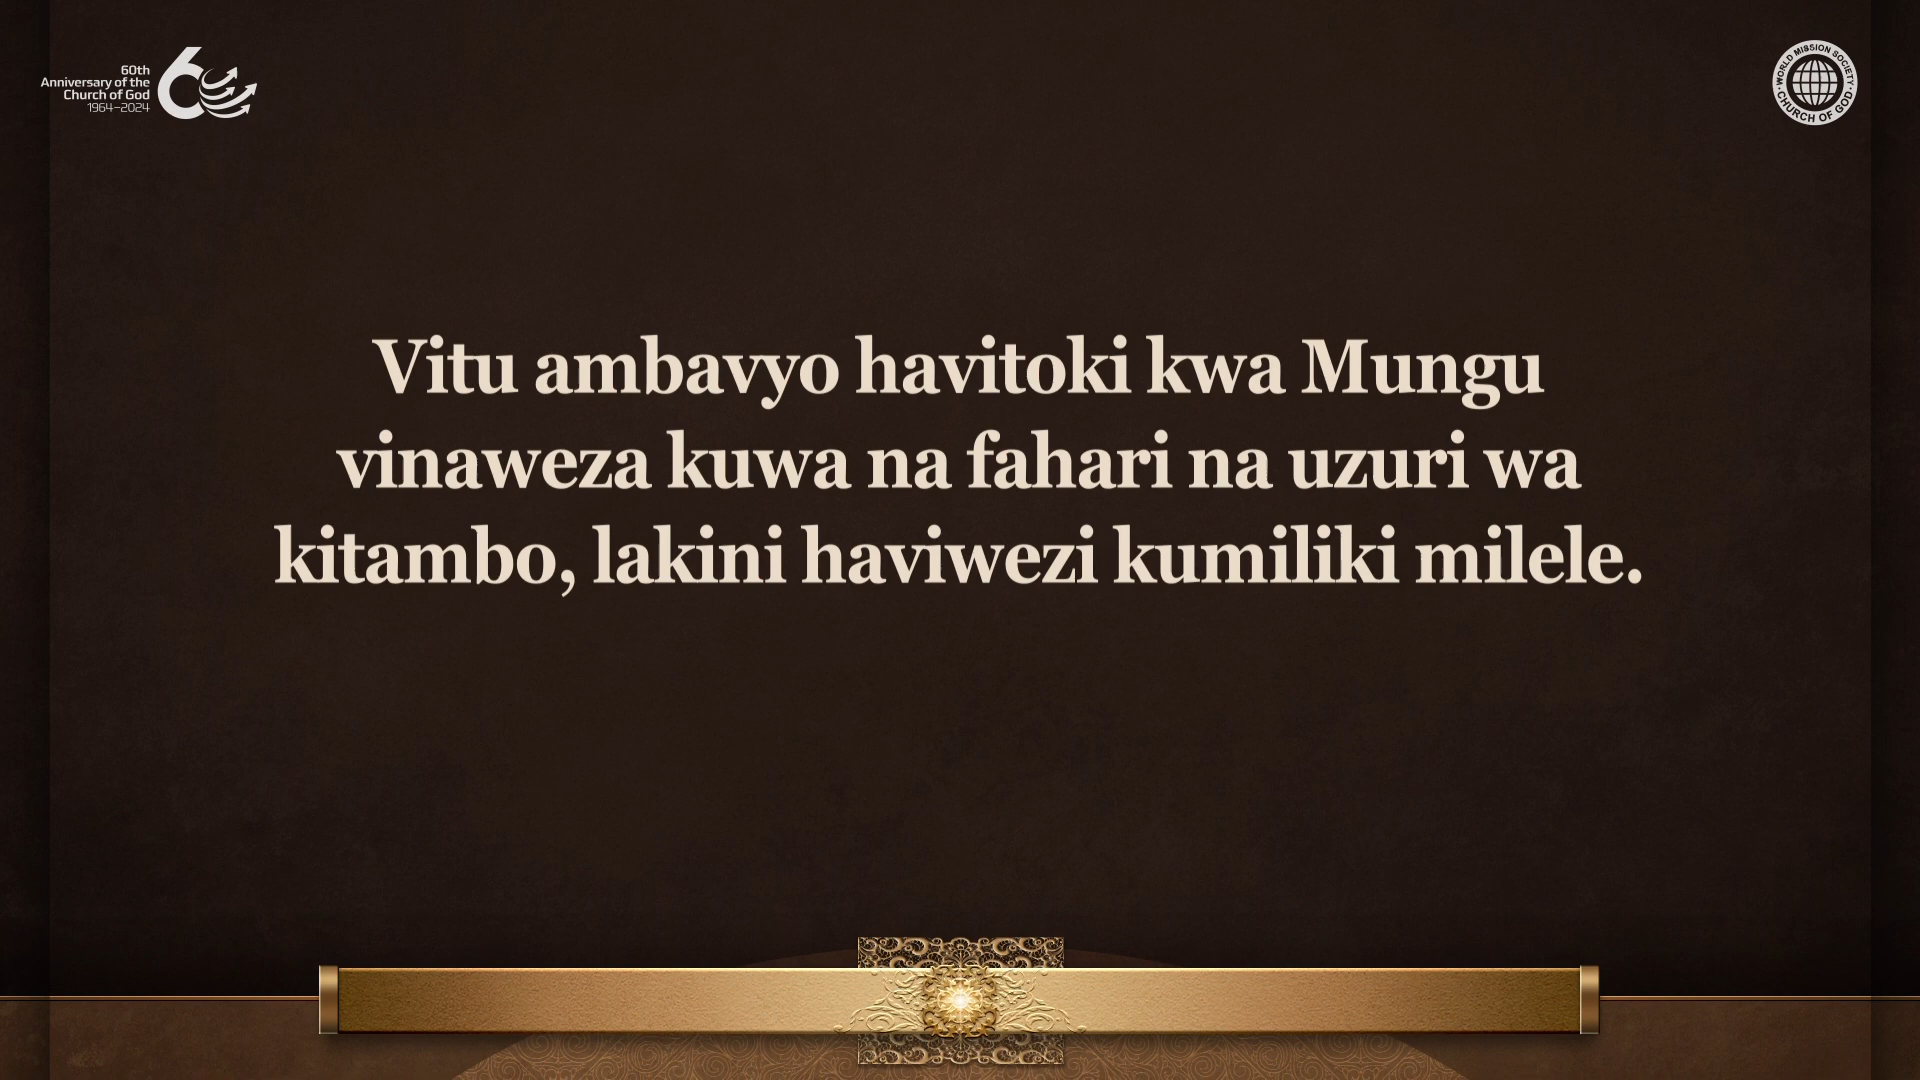 60th
Anniversary of the
Church of God
1964–2024
WORLD MISSION SOCIETY
CHURCH OF GOD
Vitu ambavyo havitoki kwa Mungu
vinaweza kuwa na fahari na uzuri wa
kitambo, lakini haviwezi kumiliki milele.